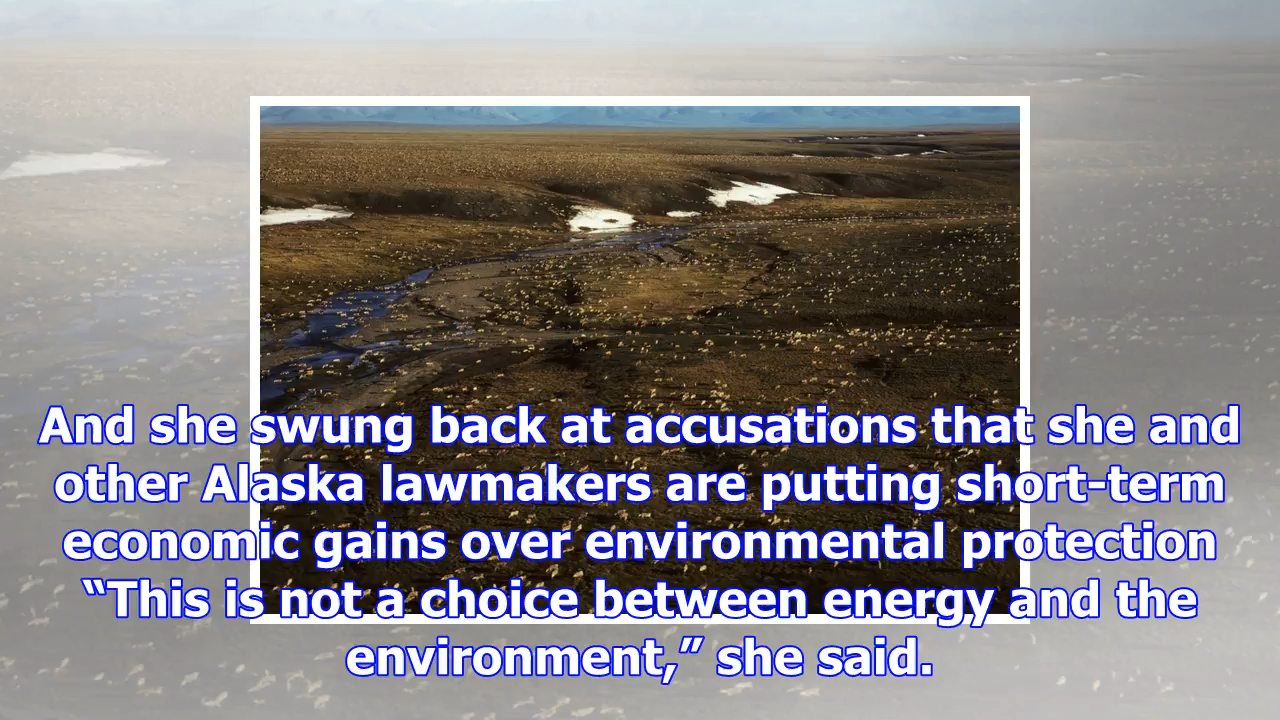 And she swung back at accusations that she and
other Alaska lawmakers are putting short-term
economic gains over environmental protection
“This is not a choice between energy and the
environment,” she said.